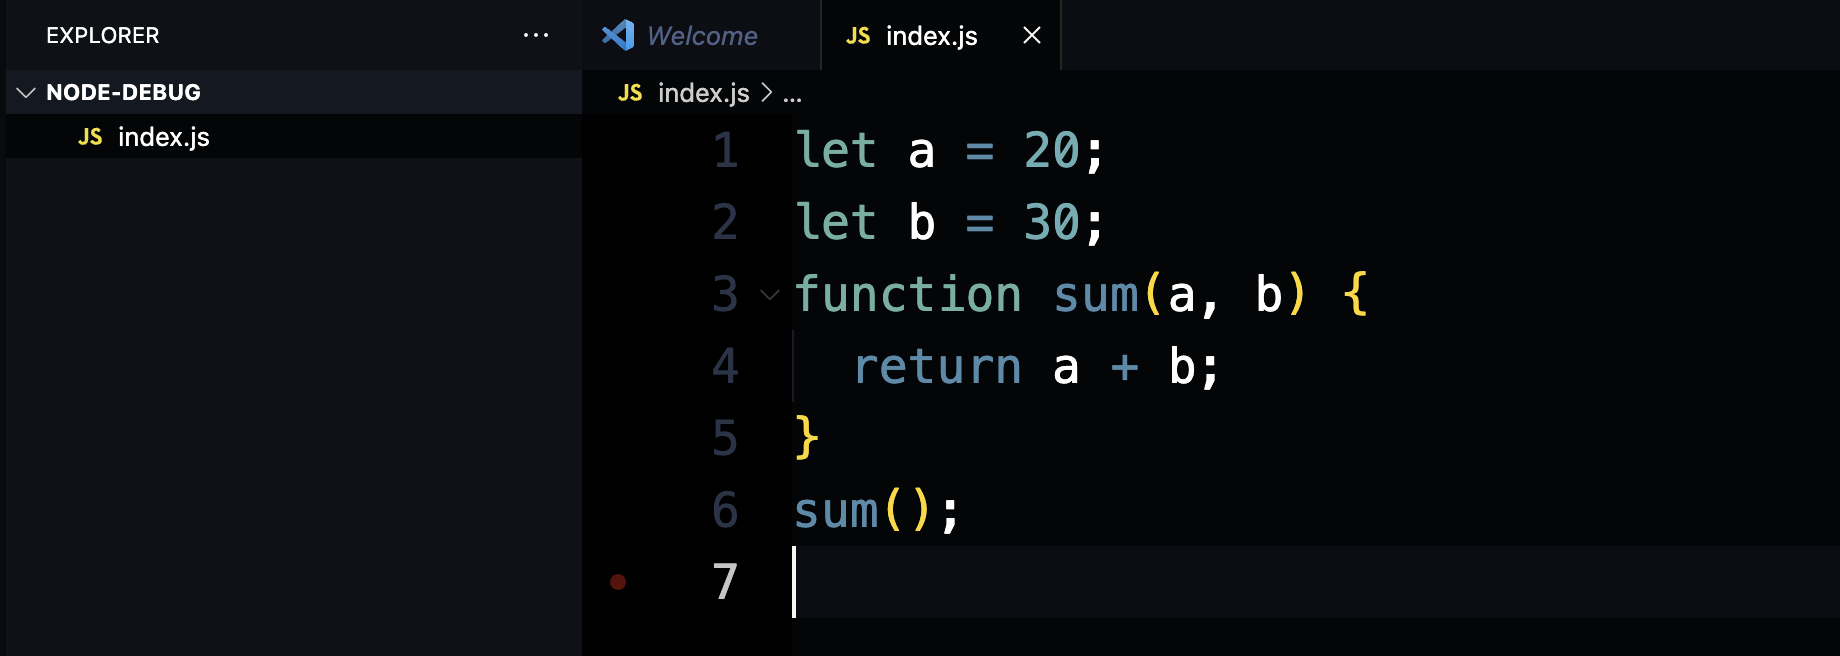 EXPLORER ...
NODE-DEBUG
JS index.js
Welcome
JS index.js
JS index.js > ...
1 let a = 20;
2 let b = 30;
3 function sum(a, b) {
4   return a + b;
5 }
6 sum();
7